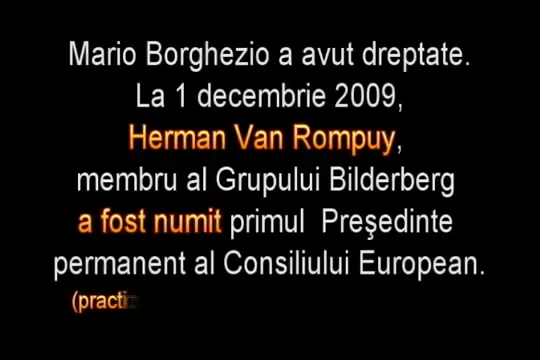 Mario Borghezio a avut dreptate.
La 1 decembrie 2009,
Herman Van Rompuy,
membru al Grupului Bilderberg
a fost numit primul Preşedinte
permanent al Consiliului European.
(practi